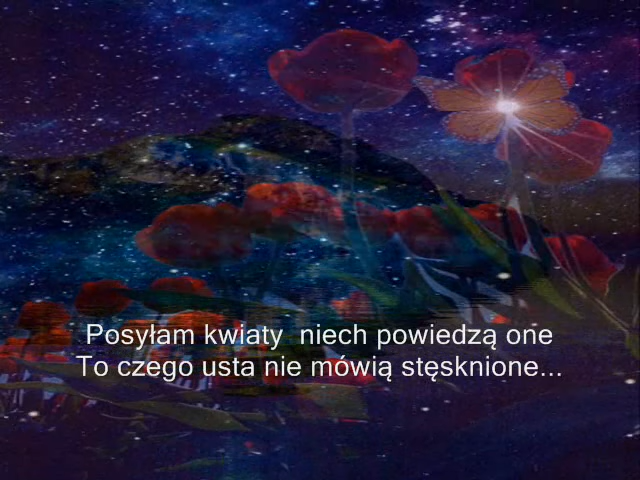 Posyłam kwiaty  niech powiedzą one
To czego usta nie mówią stęsknione...